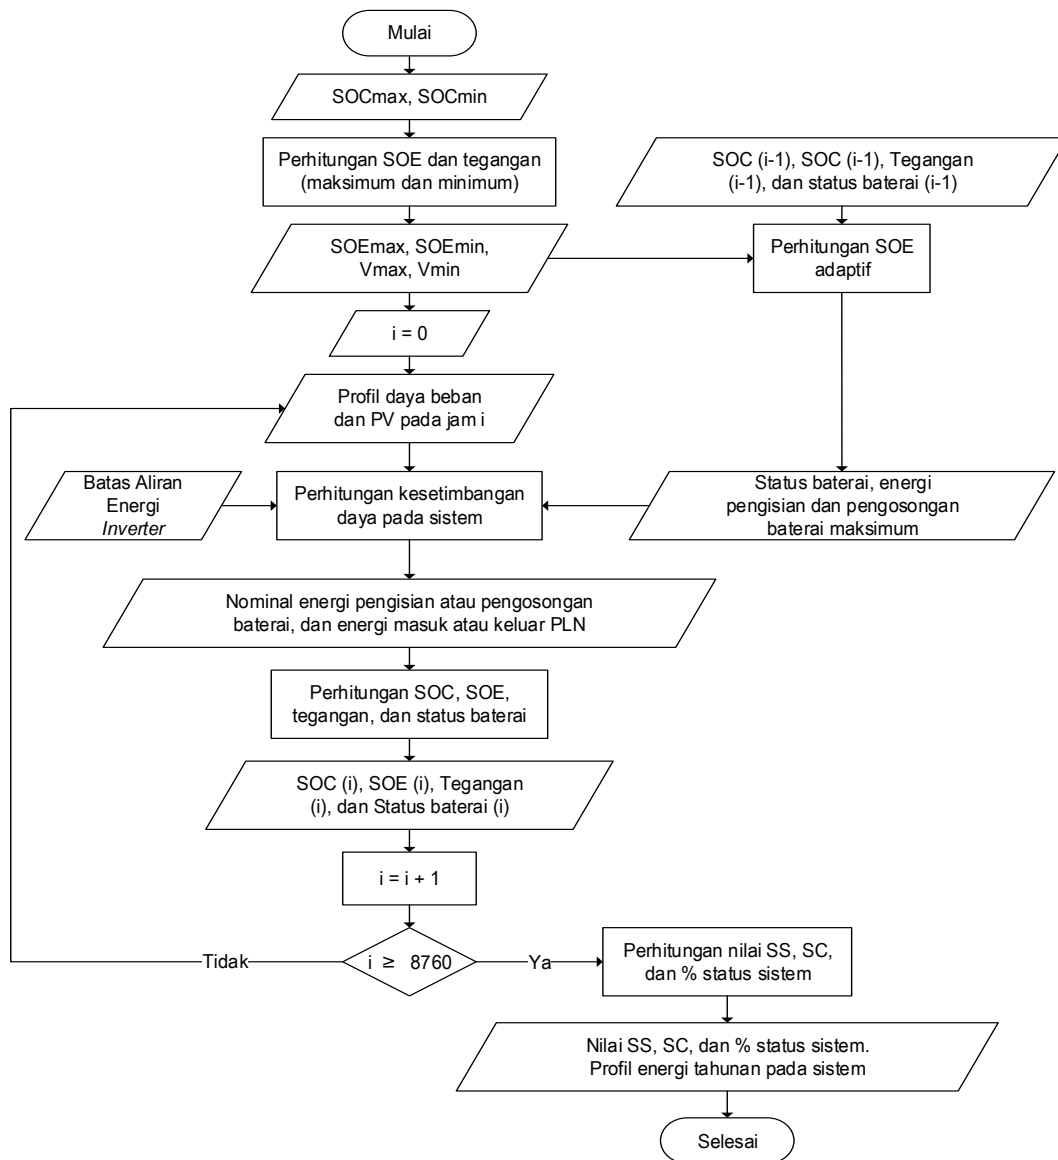 Mulai
SOCmax, SOCmin
Perhitungan SOE dan tegangan
(maksimum dan minimum)
SOC (i-1), SOC (i-1), Tegangan
(i-1), dan status baterai (i-1)
SOEmax, SOEmin,
Vmax, Vmin
Perhitungan SOE
adaptif
i = 0
Profil daya beban
dan PV pada jam i
Batas Aliran
Energi
Inverter
Perhitungan kesetimbangan
daya pada sistem
Status baterai, energi
pengisian dan pengosongan
baterai maksimum
Nominal energi pengisian atau pengosongan
baterai, dan energi masuk atau keluar PLN
Perhitungan SOC, SOE,
tegangan, dan status baterai
SOC (i), SOE (i), Tegangan
(i), dan Status baterai (i)
i = i + 1
Tidak
i ≥ 8760
Ya
Perhitungan nilai SS, SC,
dan % status sistem
Nilai SS, SC, dan % status sistem.
Profil energi tahunan pada sistem
Selesai